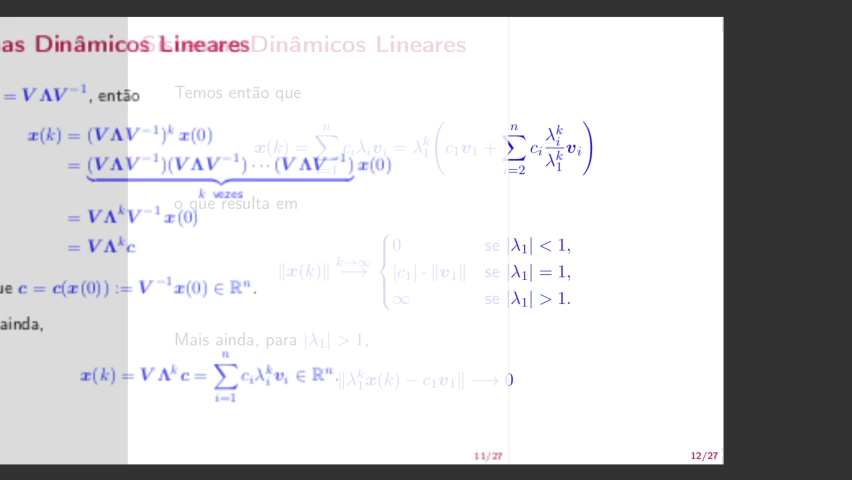 as Dinâmicos Lineares
= VΛV⁻¹, então
x(k) = (VΛV⁻¹)ᵏ x(0)
= (VΛV⁻¹)(VΛV⁻¹)⋯(VΛV⁻¹) x(0)
k vezes
= VΛᵏV⁻¹x(0)
= VΛᵏc
ue c = c(x(0)) := V⁻¹x(0) ∈ ℝⁿ.
ainda,
x(k) = VΛᵏc = ∑ᵢ₌₁ⁿ cᵢλᵢᵏvᵢ ∈ ℝⁿ.
11/27
Dinâmicos Lineares
Temos então que
x(k) = ∑ⁿ cᵢλᵢvᵢ = λ₁ᵏ(c₁v₁ + ∑ᵢ₌₂ⁿ cᵢ λᵢᵏ/λ₁ᵏ vᵢ)
o que resulta em
‖x(k)‖ ⟶ᵏ→∞ { 0 se |λ₁| < 1,
|c₁| · ‖v₁‖ se |λ₁| = 1,
∞ se |λ₁| > 1.
Mais ainda, para |λ₁| > 1,
‖λ₁ᵏx(k) − c₁v₁‖ ⟶ 0
12/27